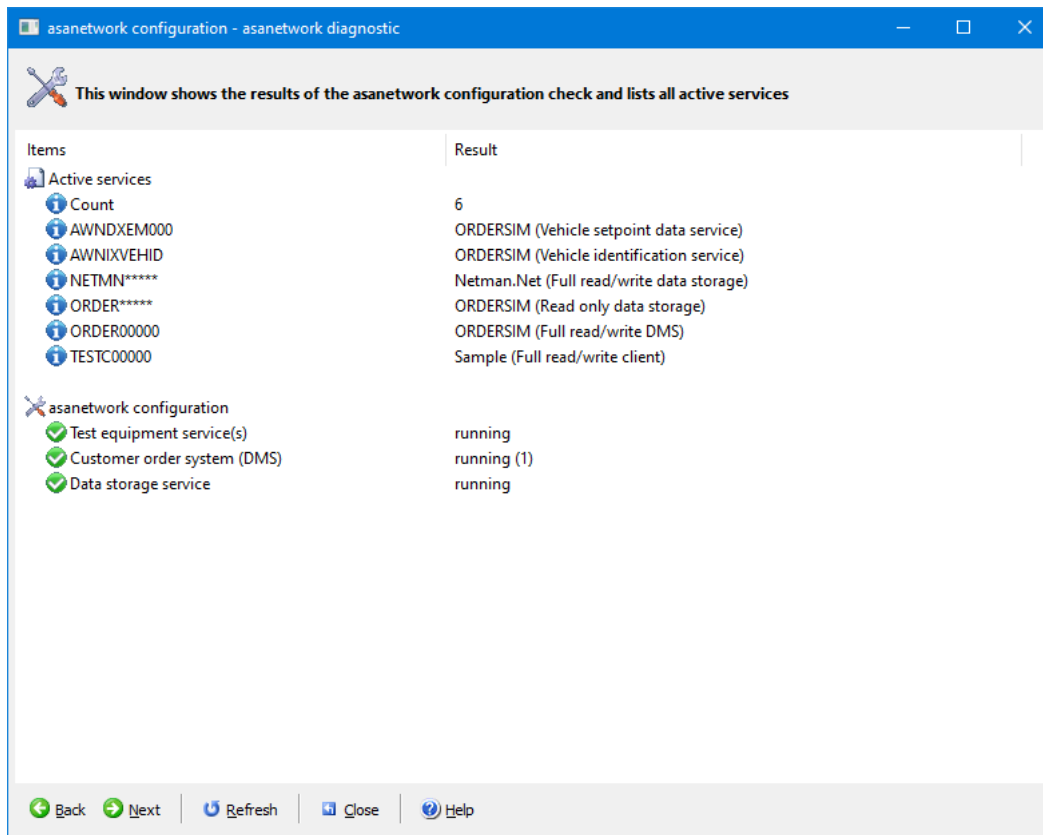 asanetwork configuration - asanetwork diagnostic
This window shows the results of the asanetwork configuration check and lists all active services
Items Result
Active services
Count 6
AWNDXEM000 ORDERSIM (Vehicle setpoint data service)
AWNIXVEHID ORDERSIM (Vehicle identification service)
NETMN***** Netman.Net (Full read/write data storage)
ORDER***** ORDERSIM (Read only data storage)
ORDER00000 ORDERSIM (Full read/write DMS)
TESTC00000 Sample (Full read/write client)
asanetwork configuration
Test equipment service(s) running
Customer order system (DMS) running (1)
Data storage service running
Back Next Refresh Close Help